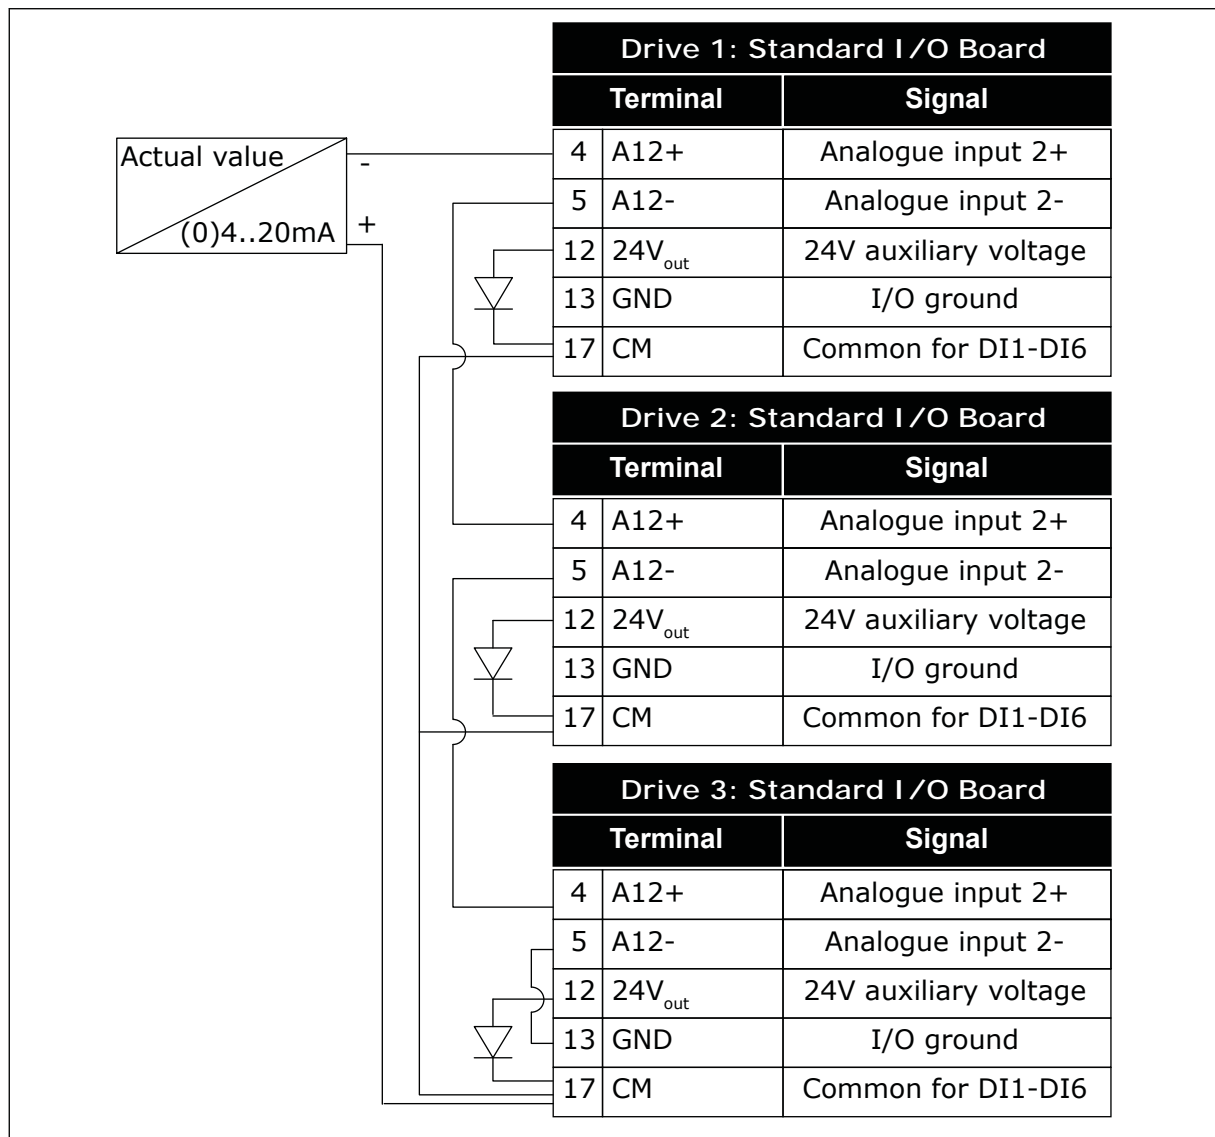 Drive 1: Standard I/O Board
Terminal Signal
Actual value - 4 A12+ Analogue input 2+
5 A12- Analogue input 2-
(0)4..20mA + 12 24Vout 24V auxiliary voltage
13 GND I/O ground
17 CM Common for DI1-DI6
Drive 2: Standard I/O Board
Terminal Signal
4 A12+ Analogue input 2+
5 A12- Analogue input 2-
12 24Vout 24V auxiliary voltage
13 GND I/O ground
17 CM Common for DI1-DI6
Drive 3: Standard I/O Board
Terminal Signal
4 A12+ Analogue input 2+
5 A12- Analogue input 2-
12 24Vout 24V auxiliary voltage
13 GND I/O ground
17 CM Common for DI1-DI6